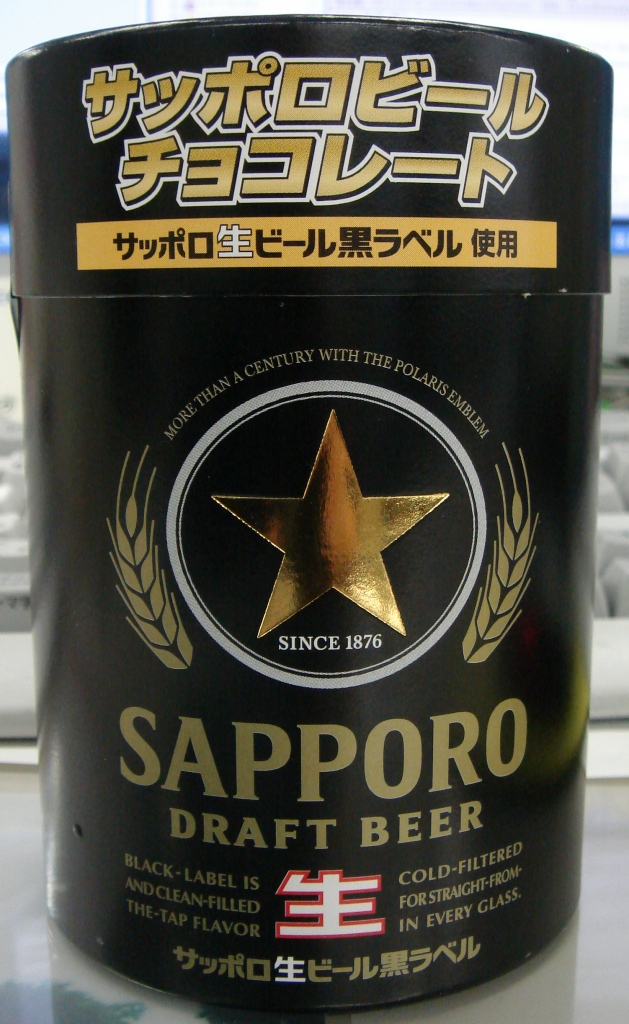 サッポロビール
チョコレート
サッポロ生ビール黒ラベル 使用
MORE THAN A CENTURY WITH THE POLARIS EMBLEM
SINCE 1876
SAPPORO
DRAFT BEER
BLACK-LABEL IS
AND CLEAN-FILLED
THE-TAP FLAVOR
生
COLD-FILTERED
FOR STRAIGHT-FROM-
IN EVERY GLASS.
サッポロ生ビール黒ラベル